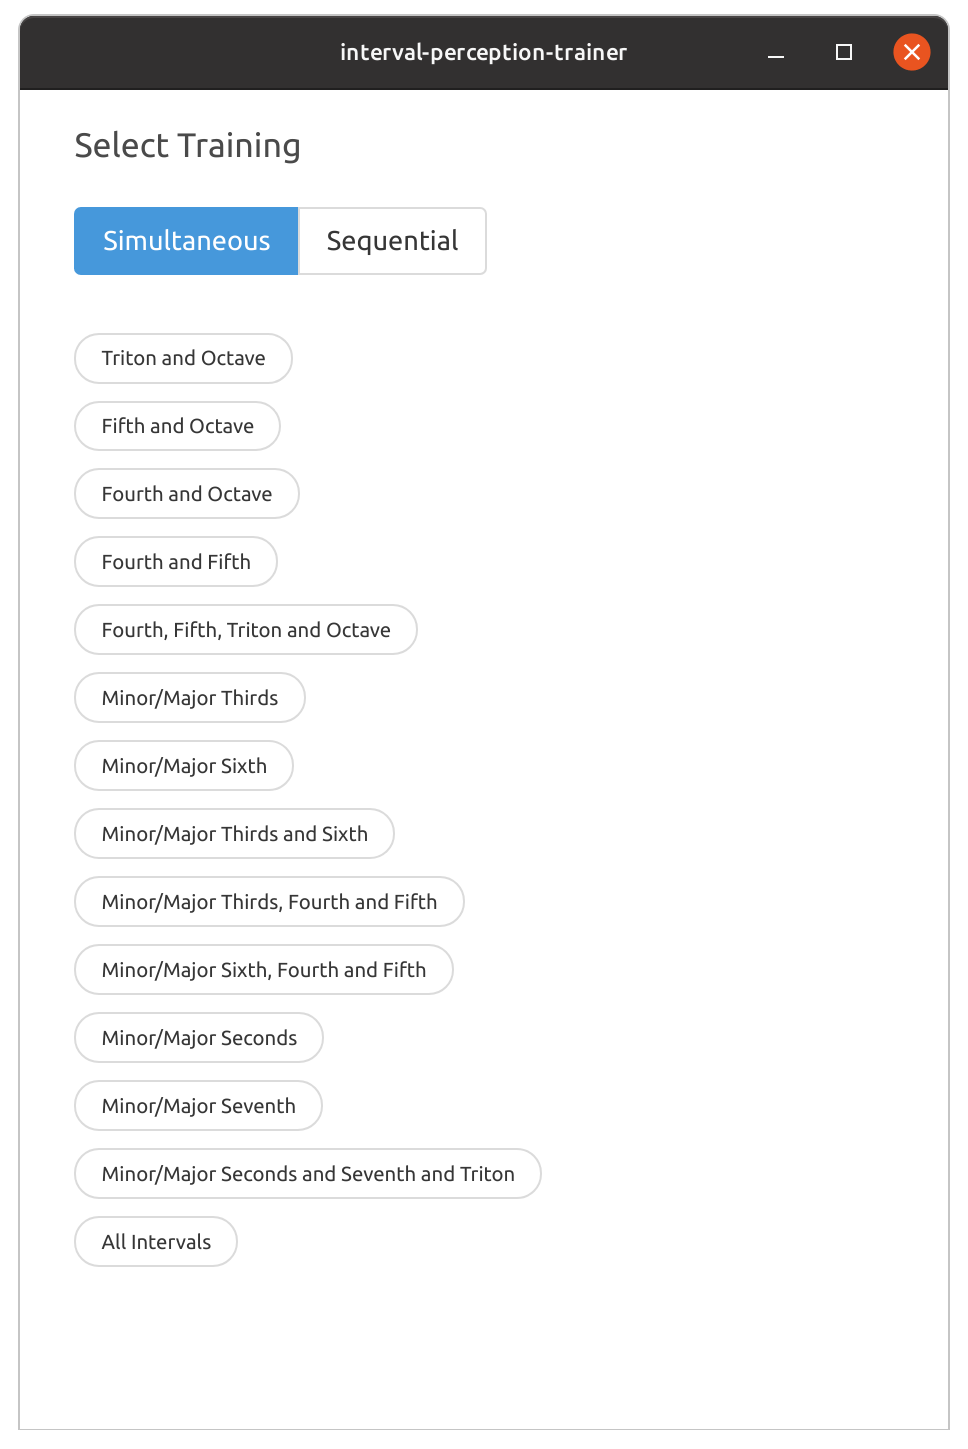 interval-perception-trainer
Select Training
Simultaneous Sequential
Triton and Octave
Fifth and Octave
Fourth and Octave
Fourth and Fifth
Fourth, Fifth, Triton and Octave
Minor/Major Thirds
Minor/Major Sixth
Minor/Major Thirds and Sixth
Minor/Major Thirds, Fourth and Fifth
Minor/Major Sixth, Fourth and Fifth
Minor/Major Seconds
Minor/Major Seventh
Minor/Major Seconds and Seventh and Triton
All Intervals